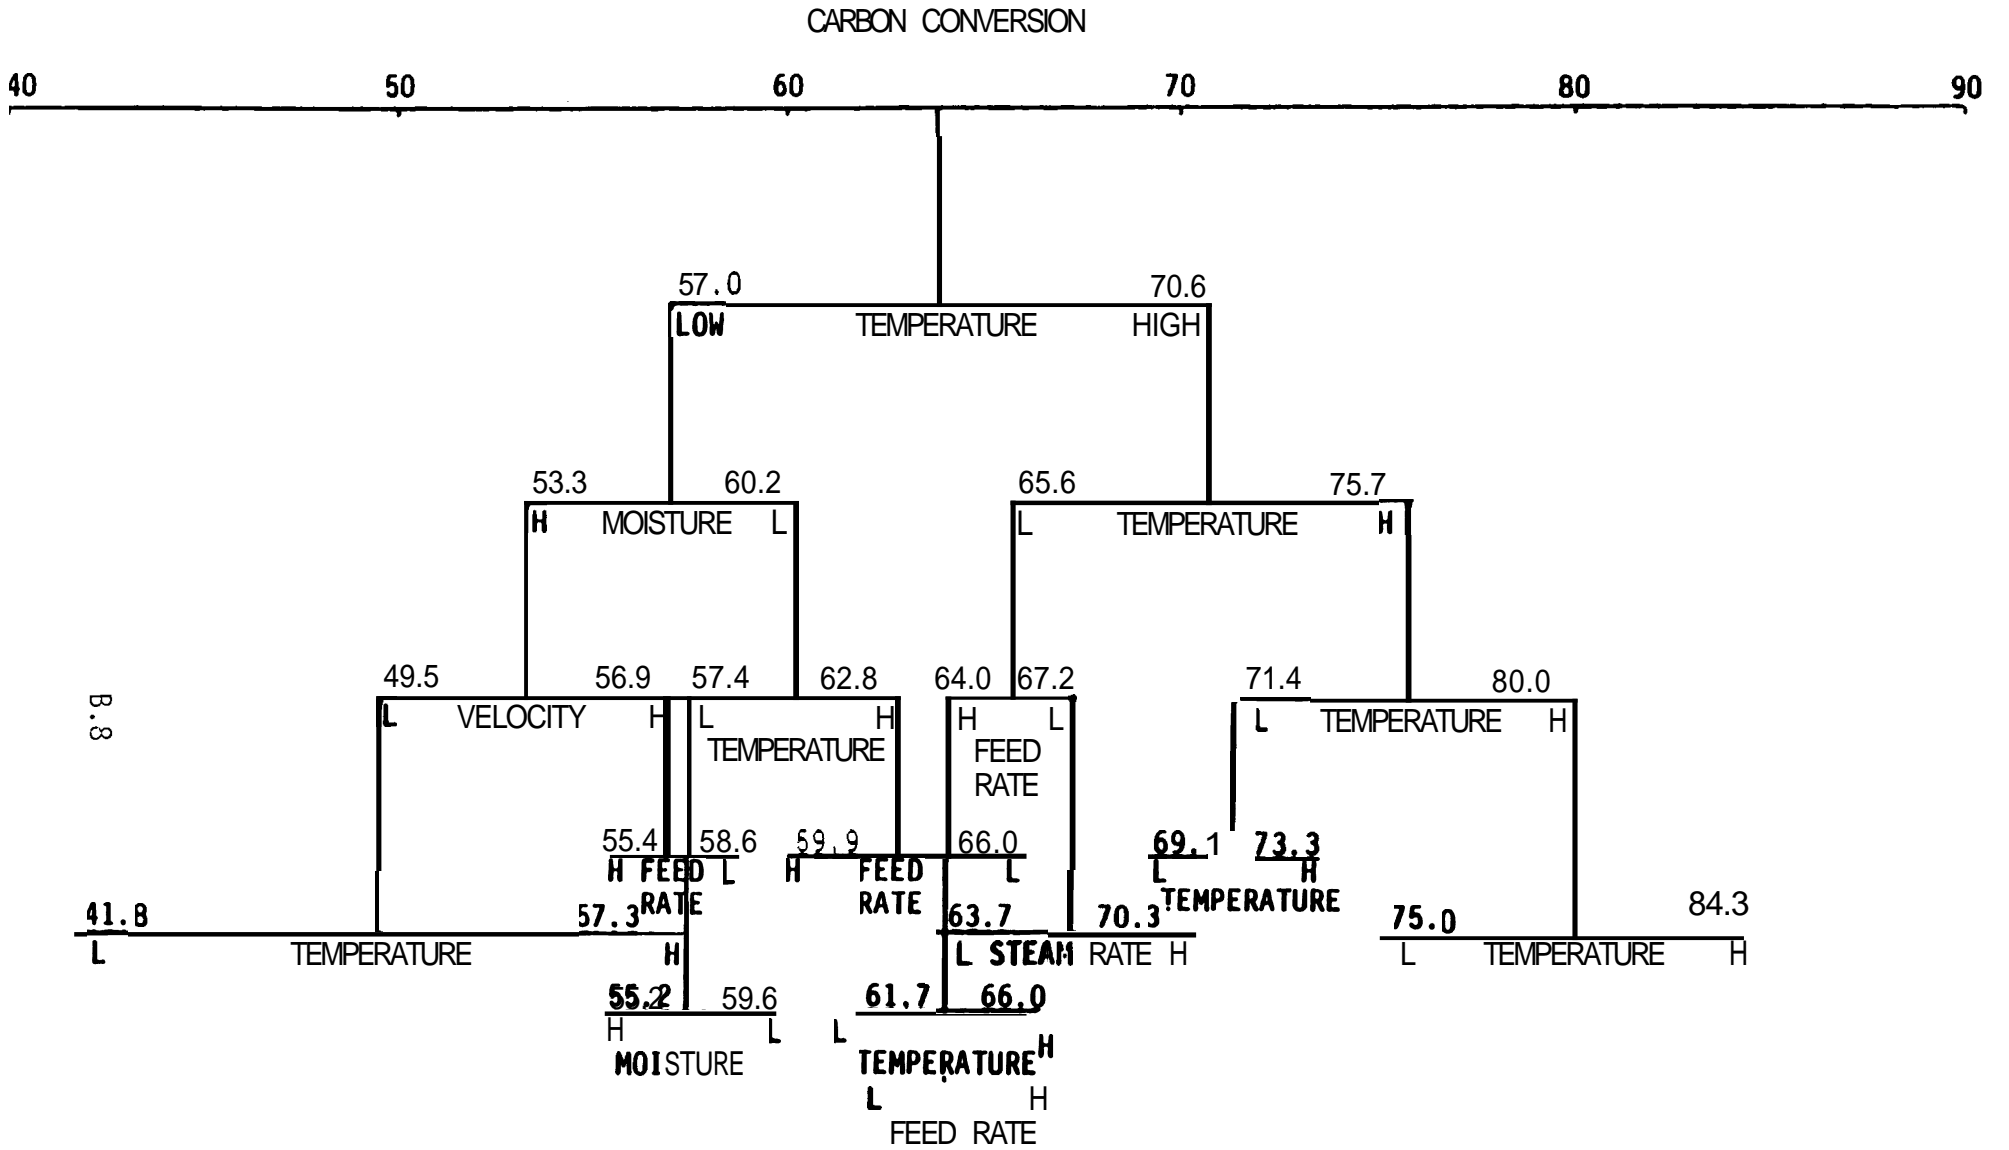 CARBON CONVERSION
40 50 60 70 80 90
57.0 70.6
LOW TEMPERATURE HIGH
53.3 60.2 65.6 75.7
H MOISTURE L L TEMPERATURE H
49.5 56.9 57.4 62.8 64.0 67.2 71.4 80.0
L VELOCITY H L H H L L TEMPERATURE H
TEMPERATURE FEED
RATE
B.8
55.4 58.6 59.9 66.0 69.1 73.3
H FEED L H FEED L L H
RATE RATE TEMPERATURE
41.8 57.3 63.7 70.3 75.0 84.3
L TEMPERATURE H L STEAM RATE H L TEMPERATURE H
55.2 59.6 61.7 66.0
H L L H
MOISTURE TEMPERATURE
L H
FEED RATE